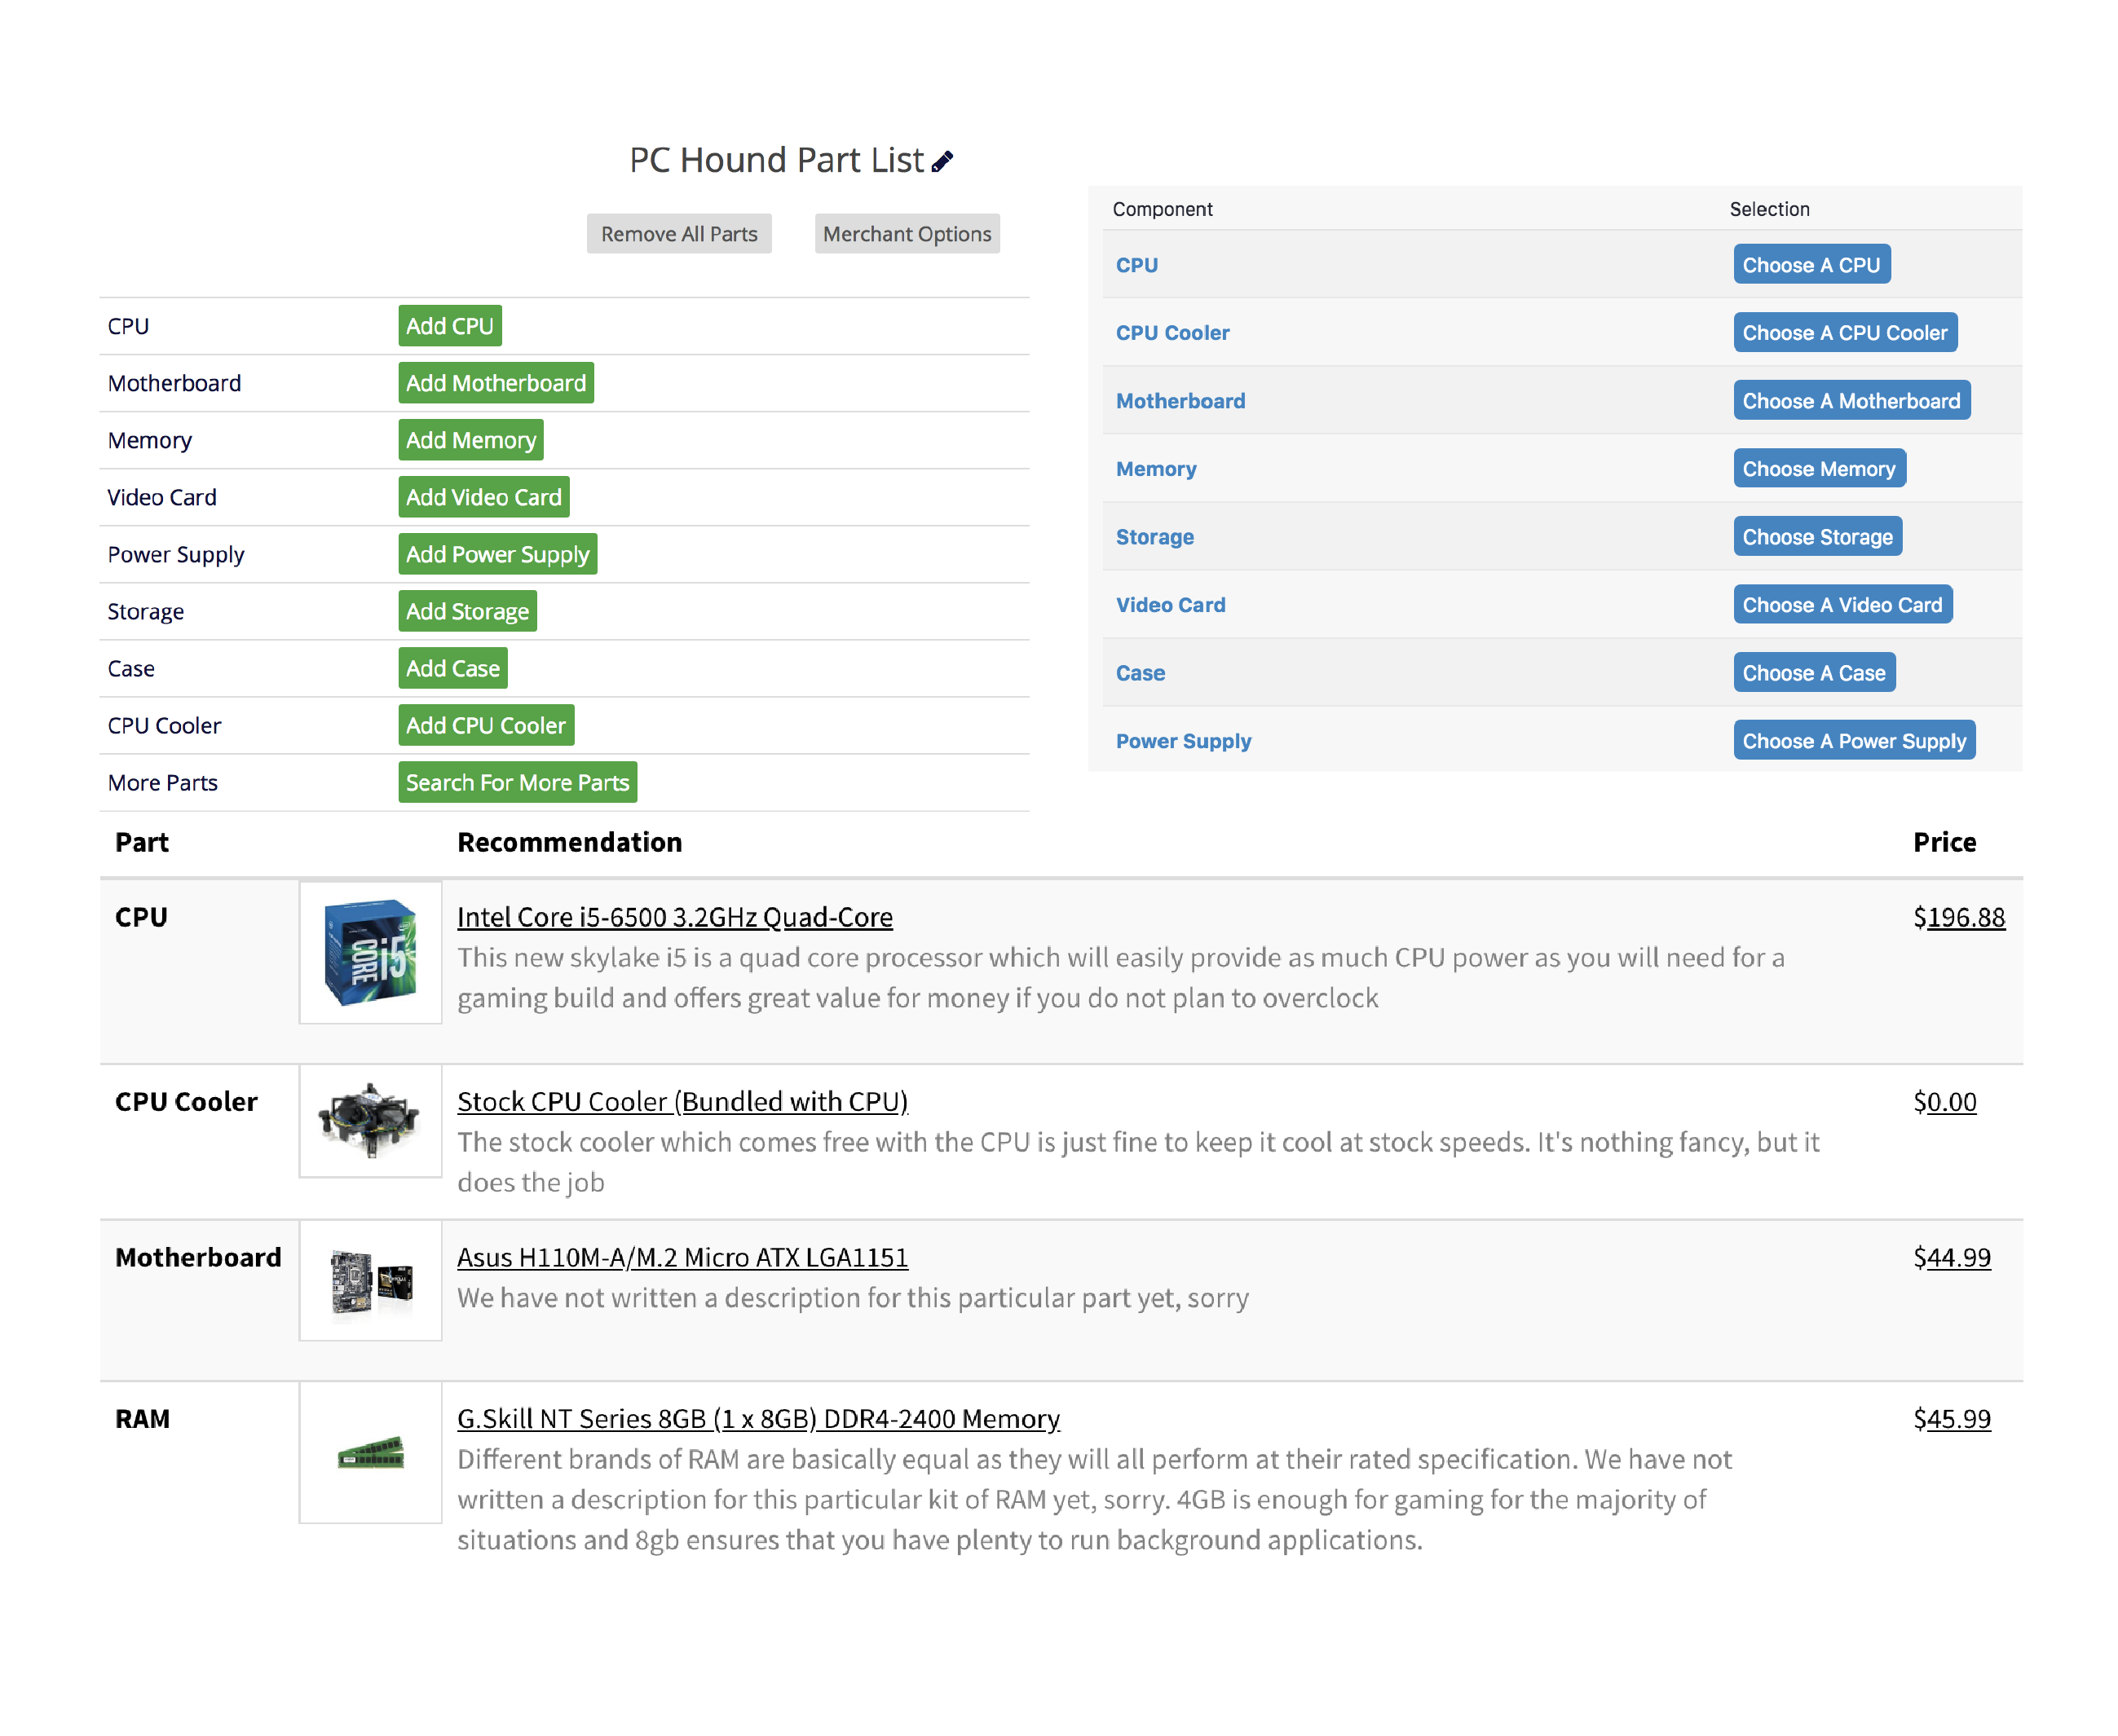 PC Hound Part List
Remove All Parts
Merchant Options
CPU
Add CPU
Motherboard
Add Motherboard
Memory
Add Memory
Video Card
Add Video Card
Power Supply
Add Power Supply
Storage
Add Storage
Case
Add Case
CPU Cooler
Add CPU Cooler
More Parts
Search For More Parts
Component
Selection
CPU
Choose A CPU
CPU Cooler
Choose A CPU Cooler
Motherboard
Choose A Motherboard
Memory
Choose Memory
Storage
Choose Storage
Video Card
Choose A Video Card
Case
Choose A Case
Power Supply
Choose A Power Supply
Part
Recommendation
Price
CPU
CORE i5
Intel Core i5-6500 3.2GHz Quad-Core
$196.88
This new skylake i5 is a quad core processor which will easily provide as much CPU power as you will need for a
gaming build and offers great value for money if you do not plan to overclock
CPU Cooler
Stock CPU Cooler (Bundled with CPU)
$0.00
The stock cooler which comes free with the CPU is just fine to keep it cool at stock speeds. It's nothing fancy, but it
does the job
Motherboard
Asus H110M-A/M.2 Micro ATX LGA1151
$44.99
We have not written a description for this particular part yet, sorry
RAM
G.Skill NT Series 8GB (1 x 8GB) DDR4-2400 Memory
$45.99
Different brands of RAM are basically equal as they will all perform at their rated specification. We have not
written a description for this particular kit of RAM yet, sorry. 4GB is enough for gaming for the majority of
situations and 8gb ensures that you have plenty to run background applications.